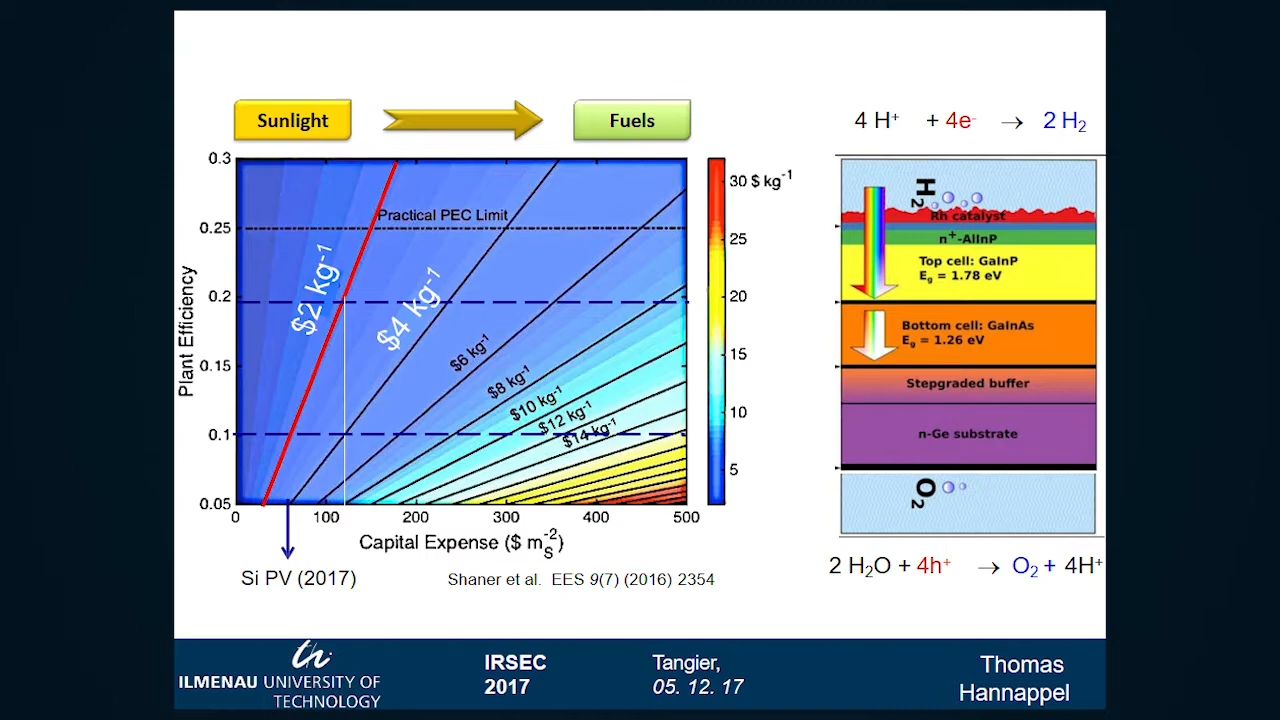 Sunlight
Fuels
0.3
0.25
0.2
0.15
0.1
0.05
Plant Efficiency
0
100
200
300
400
500
Capital Expense ($ mₛ⁻²)
Practical PEC Limit
$2 kg⁻¹
$4 kg⁻¹
$6 kg⁻¹
$8 kg⁻¹
$10 kg⁻¹
$12 kg⁻¹
$14 kg⁻¹
30 $ kg⁻¹
25
20
15
10
5
Si PV (2017)
Shaner et al. EES 9(7) (2016) 2354
4 H⁺ + 4e⁻ → 2 H₂
H₂
Rh catalyst
n⁺-AlInP
Top cell: GaInP
E₉ = 1.78 eV
Bottom cell: GaInAs
E₉ = 1.26 eV
Stepgraded buffer
n-Ge substrate
O₂
2 H₂O + 4h⁺ → O₂ + 4H⁺
th
ILMENAU UNIVERSITY OF
TECHNOLOGY
IRSEC
2017
Tangier,
05. 12. 17
Thomas
Hannappel